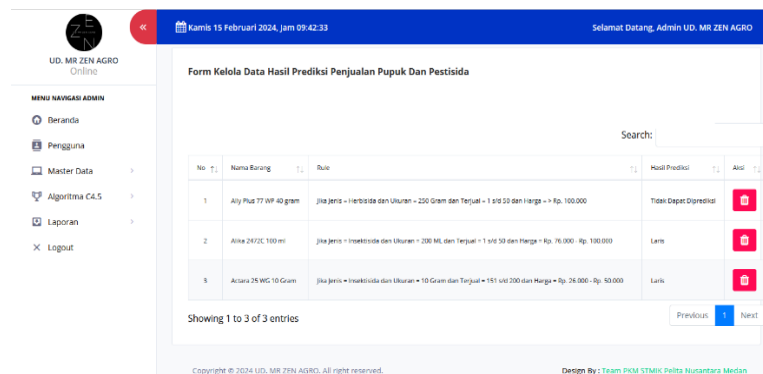 ZEN
«
Kamis 15 Februari 2024, Jam 09:42:33
Selamat Datang, Admin UD. MR ZEN AGRO
UD. MR ZEN AGRO
Online
MENU NAVIGASI ADMIN
Beranda
Pengguna
Master Data
Algoritma C4.5
Laporan
Logout
Form Kelola Data Hasil Prediksi Penjualan Pupuk Dan Pestisida
Search:
No Nama Barang Rule Hasil Prediksi Aksi
1 Ally Plus 77 WP 40 gram Jika Jenis = Herbisida dan Ukuran = 250 Gram dan Terjual = 1 s/d 50 dan Harga = > Rp. 100.000 Tidak Dapat Diprediksi
2 Alika 247ZC 100 ml Jika Jenis = Insektisida dan Ukuran = 200 ML dan Terjual = 1 s/d 50 dan Harga = Rp. 76.000 - Rp. 100.000 Laris
3 Actara 25 WG 10 Gram Jika Jenis = Insektisida dan Ukuran = 10 Gram dan Terjual = 151 s/d 200 dan Harga = Rp. 26.000 - Rp. 50.000 Laris
Showing 1 to 3 of 3 entries
Previous 1 Next
Copyright © 2024 UD. MR ZEN AGRO. All right reserved.
Design By : Team PKM STMIK Pelita Nusantara Medan